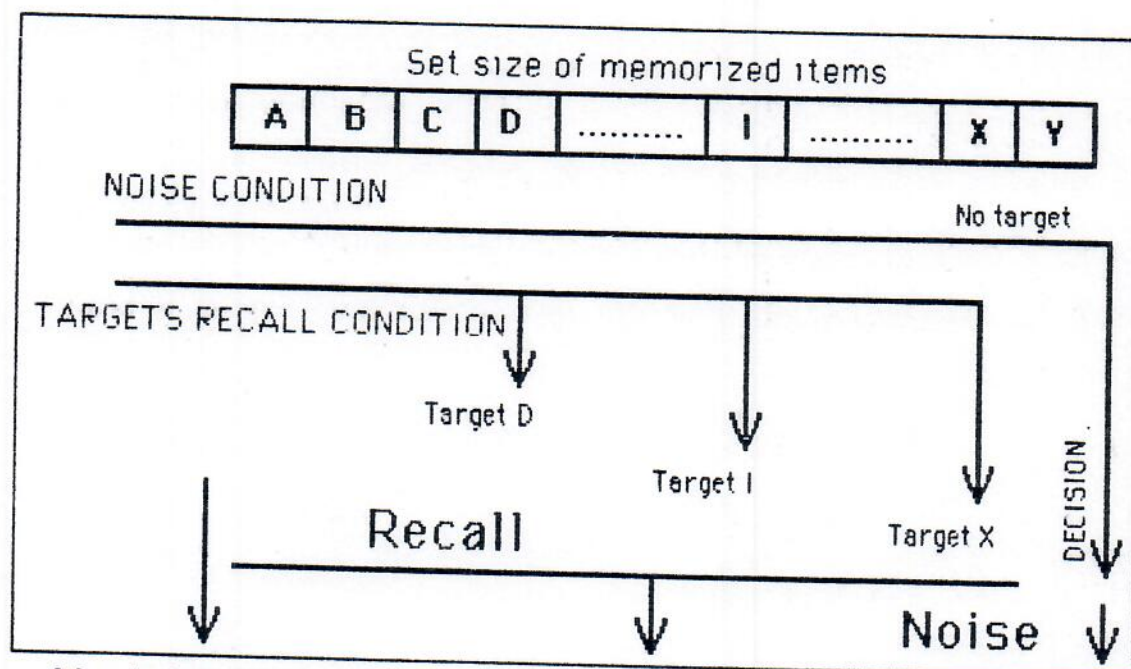 Set size of memorized items
A B C D .......... I .......... X Y
NOISE CONDITION
No target
TARGETS RECALL CONDITION
Target D
Target I
Target X
DECISION
Recall
Noise